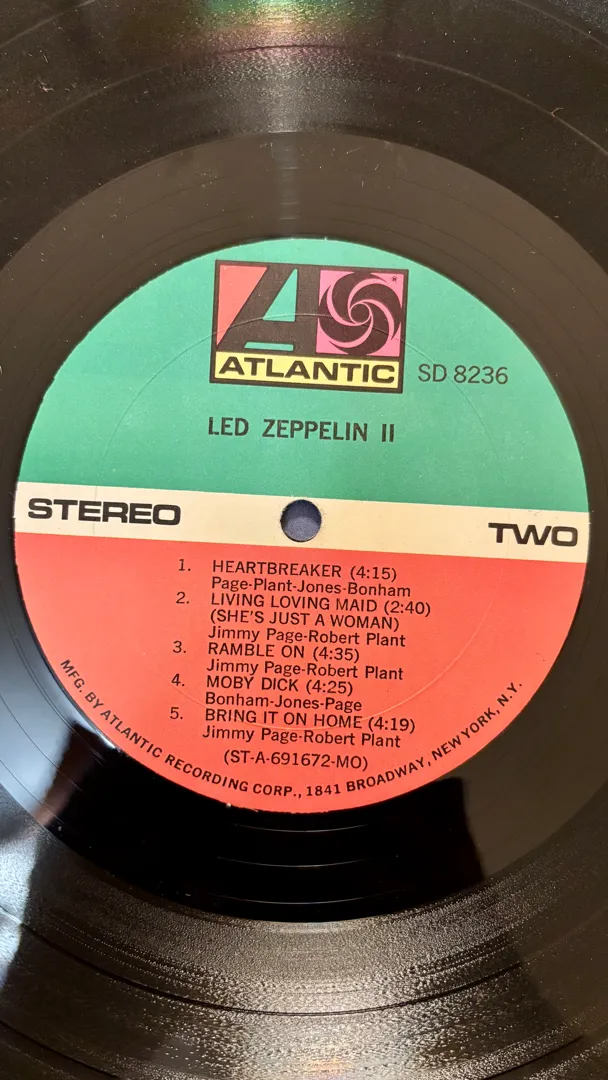 ATLANTIC
SD 8236
LED ZEPPELIN II
STEREO
TWO
1. HEARTBREAKER (4:15)
Page-Plant-Jones-Bonham
2. LIVING LOVING MAID (2:40)
(SHE'S JUST A WOMAN)
Jimmy Page-Robert Plant
3. RAMBLE ON (4:35)
Jimmy Page-Robert Plant
4. MOBY DICK (4:25)
Bonham-Jones-Page
5. BRING IT ON HOME (4:19)
Jimmy Page-Robert Plant
(ST-A-691672-MO)
MFG. BY ATLANTIC RECORDING CORP., 1841 BROADWAY, NEW YORK, N.Y.